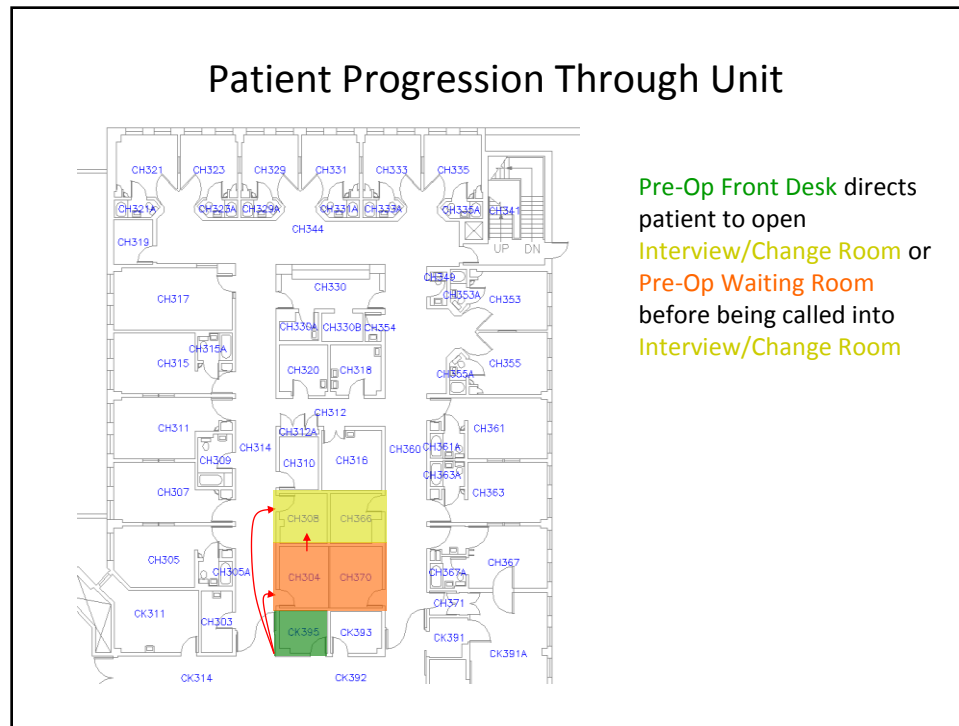 Patient Progression Through Unit
CH321 CH323 CH329 CH331 CH333 CH335
CH321A CH323A CH329A CH331A CH333A CH335A CH341
CH319 CH344 UP DN
CH349
CH317 CH330 CH353A CH353
CH330A CH330B CH354
CH315 CH315A CH320 CH318 CH355 CH355A
CH311 CH312 CH361
CH314 CH312A CH360 CH361A
CH309 CH310 CH316 CH363A
CH307 CH363
CH308 CH366
CH305 CH305A CH304 CH370 CH367 CH367A
CH371
CK311 CH303 CK395 CK393 CK391 CK391A
CK314 CK392
Pre-Op Front Desk directs
patient to open
Interview/Change Room or
Pre-Op Waiting Room
before being called into
Interview/Change Room